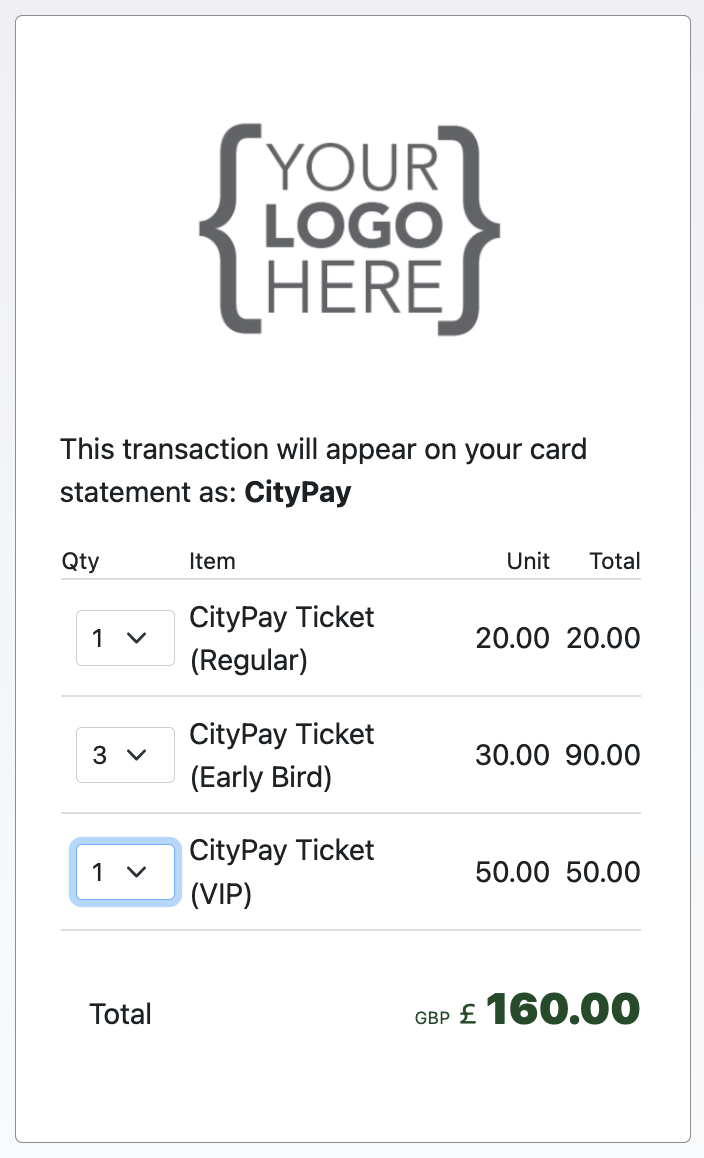 YOUR
LOGO
HERE
This transaction will appear on your card
statement as: CityPay
Qty Item Unit Total
1 CityPay Ticket (Regular) 20.00 20.00
3 CityPay Ticket (Early Bird) 30.00 90.00
1 CityPay Ticket (VIP) 50.00 50.00
Total GBP £ 160.00